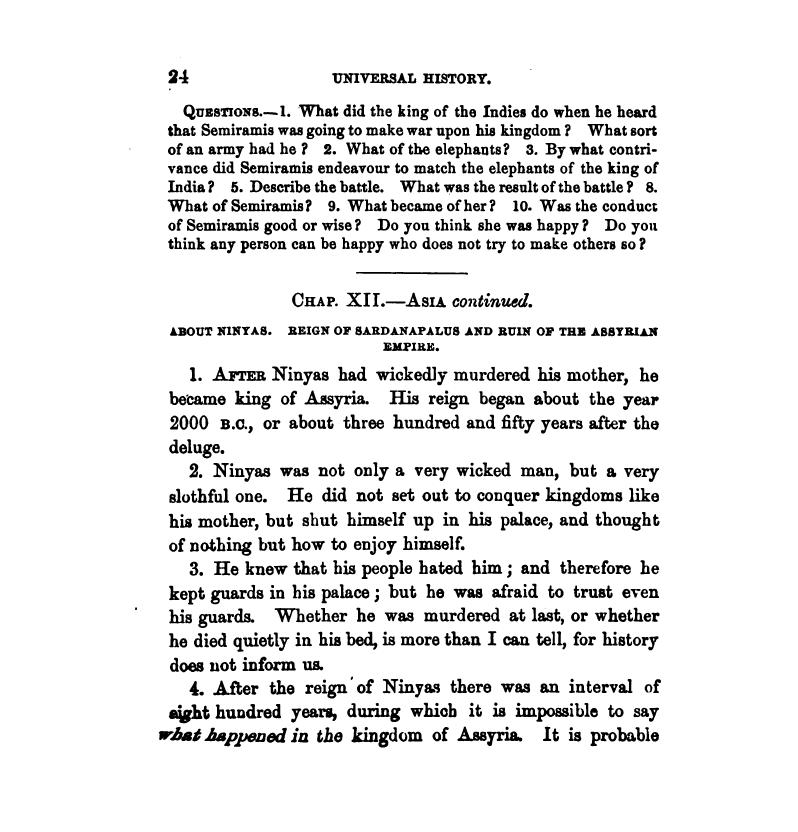 24 UNIVERSAL HISTORY.
QUESTIONS.—1. What did the king of the Indies do when he heard
that Semiramis was going to make war upon his kingdom? What sort
of an army had he? 2. What of the elephants? 3. By what contri-
vance did Semiramis endeavour to match the elephants of the king of
India? 5. Describe the battle. What was the result of the battle? 8.
What of Semiramis? 9. What became of her? 10. Was the conduct
of Semiramis good or wise? Do you think she was happy? Do you
think any person can be happy who does not try to make others so?
CHAP. XII.—ASIA continued.
ABOUT NINYAS. REIGN OF SARDANAPALUS AND RUIN OF THE ASSYRIAN
EMPIRE.
1. AFTER Ninyas had wickedly murdered his mother, he
became king of Assyria. His reign began about the year
2000 B.C., or about three hundred and fifty years after the
deluge.
2. Ninyas was not only a very wicked man, but a very
slothful one. He did not set out to conquer kingdoms like
his mother, but shut himself up in his palace, and thought
of nothing but how to enjoy himself.
3. He knew that his people hated him; and therefore he
kept guards in his palace; but he was afraid to trust even
his guards. Whether he was murdered at last, or whether
he died quietly in his bed, is more than I can tell, for history
does not inform us.
4. After the reign of Ninyas there was an interval of
eight hundred years, during which it is impossible to say
what happened in the kingdom of Assyria. It is probable